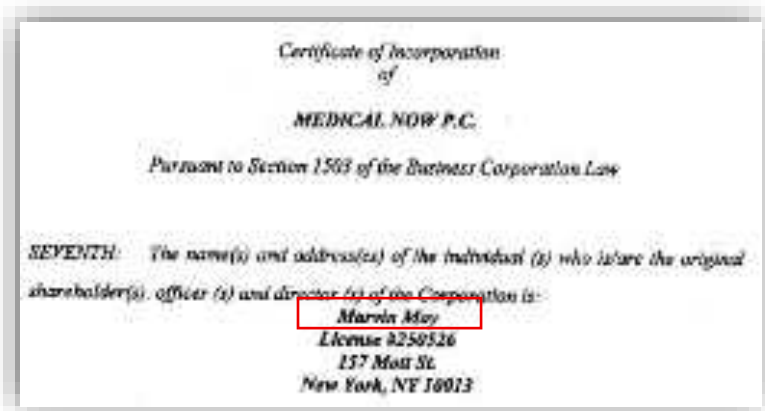 Certificate of Incorporation
of
MEDICAL NOW P.C.
Pursuant to Section 1503 of the Business Corporation Law
SEVENTH: The name(s) and address(es) of the individual (s) who is/are the original
shareholder(s), officer (s) and director (s) of the Corporation is:
Marvin May
License #250526
157 Mott St.
New York, NY 10013